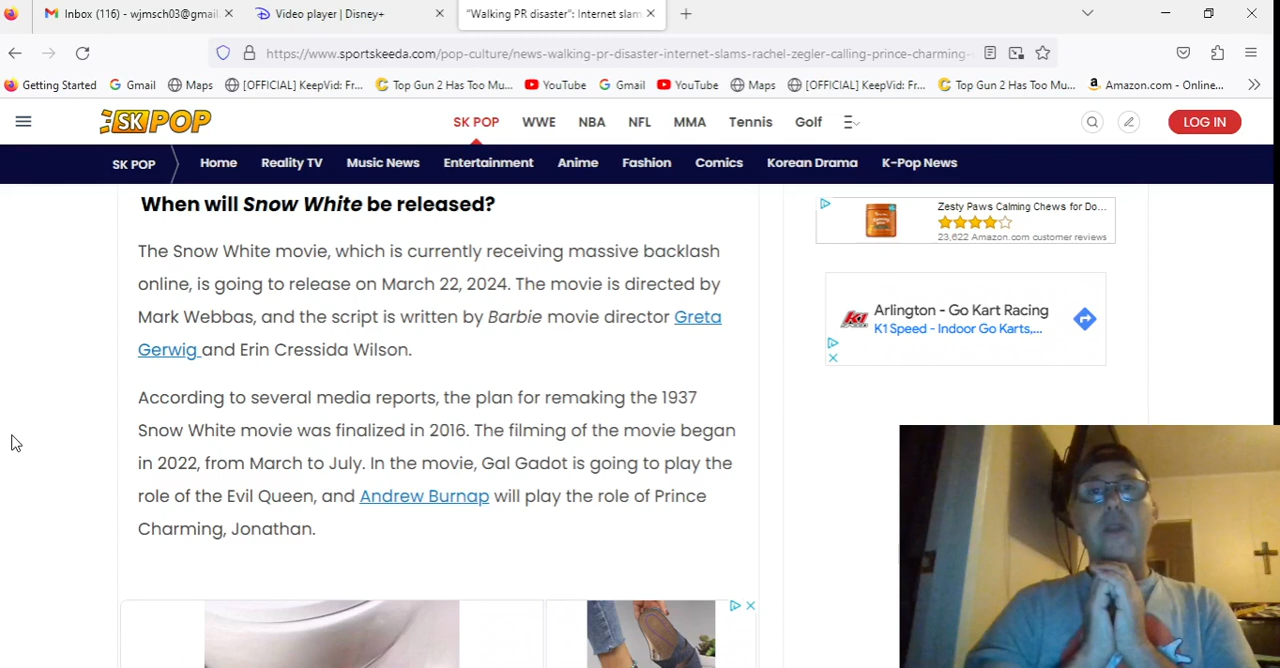 Inbox (116) - wjmsch03@gmail.
Video player | Disney+
"Walking PR disaster": Internet slam
https://www.sportskeeda.com/pop-culture/news-walking-pr-disaster-internet-slams-rachel-zegler-calling-prince-charming-
Getting Started
Gmail
Maps
[OFFICIAL] KeepVid: Fr...
Top Gun 2 Has Too Mu...
YouTube
Gmail
YouTube
Maps
[OFFICIAL] KeepVid: Fr...
Top Gun 2 Has Too Mu...
Amazon.com - Online...
SK POP
SK POP
WWE
NBA
NFL
MMA
Tennis
Golf
LOG IN
SK POP
Home
Reality TV
Music News
Entertainment
Anime
Fashion
Comics
Korean Drama
K-Pop News
When will Snow White be released?
The Snow White movie, which is currently receiving massive backlash
online, is going to release on March 22, 2024. The movie is directed by
Mark Webbas, and the script is written by Barbie movie director Greta
Gerwig and Erin Cressida Wilson.
According to several media reports, the plan for remaking the 1937
Snow White movie was finalized in 2016. The filming of the movie began
in 2022, from March to July. In the movie, Gal Gadot is going to play the
role of the Evil Queen, and Andrew Burnap will play the role of Prince
Charming, Jonathan.
Zesty Paws Calming Chews for Do...
23,622 Amazon.com customer reviews
K1 SPEED
Arlington - Go Kart Racing
K1 Speed - Indoor Go Karts,...